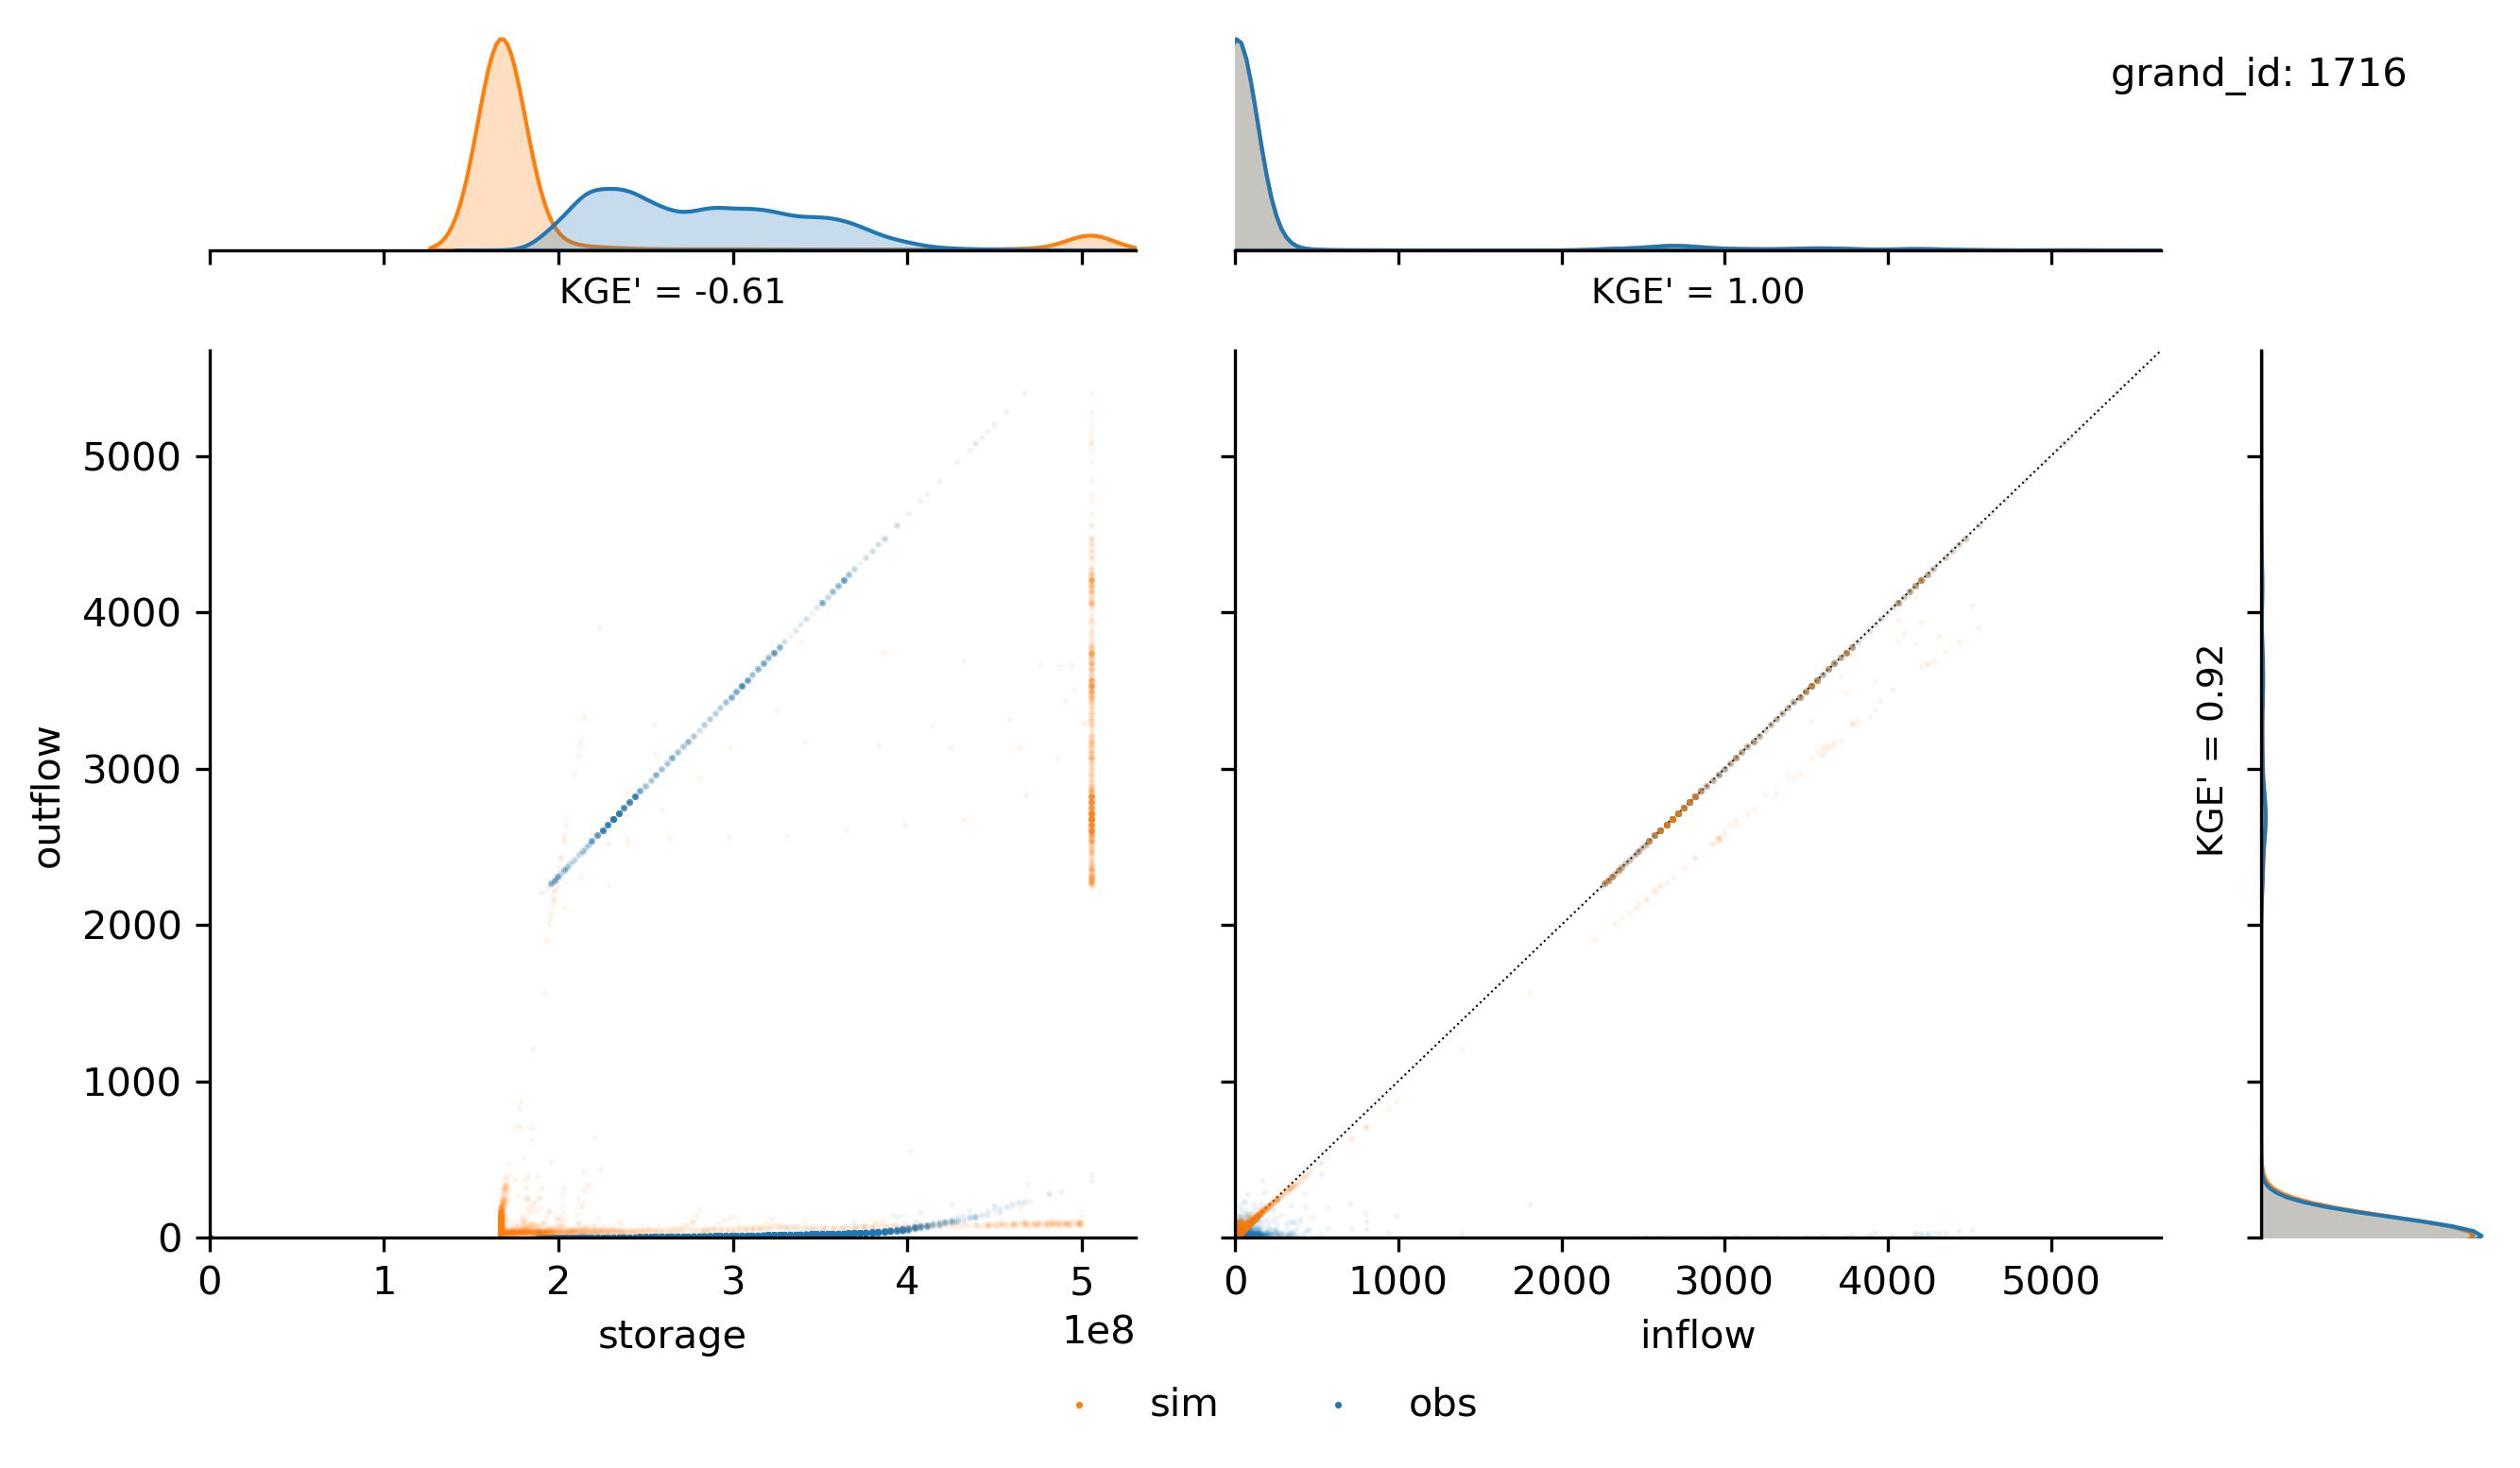 grand_id: 1716
KGE' = -0.61
KGE' = 1.00
5000
4000
3000
2000
1000
0
outflow
0 1 2 3 4 5
1e8
storage
0 1000 2000 3000 4000 5000
inflow
KGE' = 0.92
sim obs